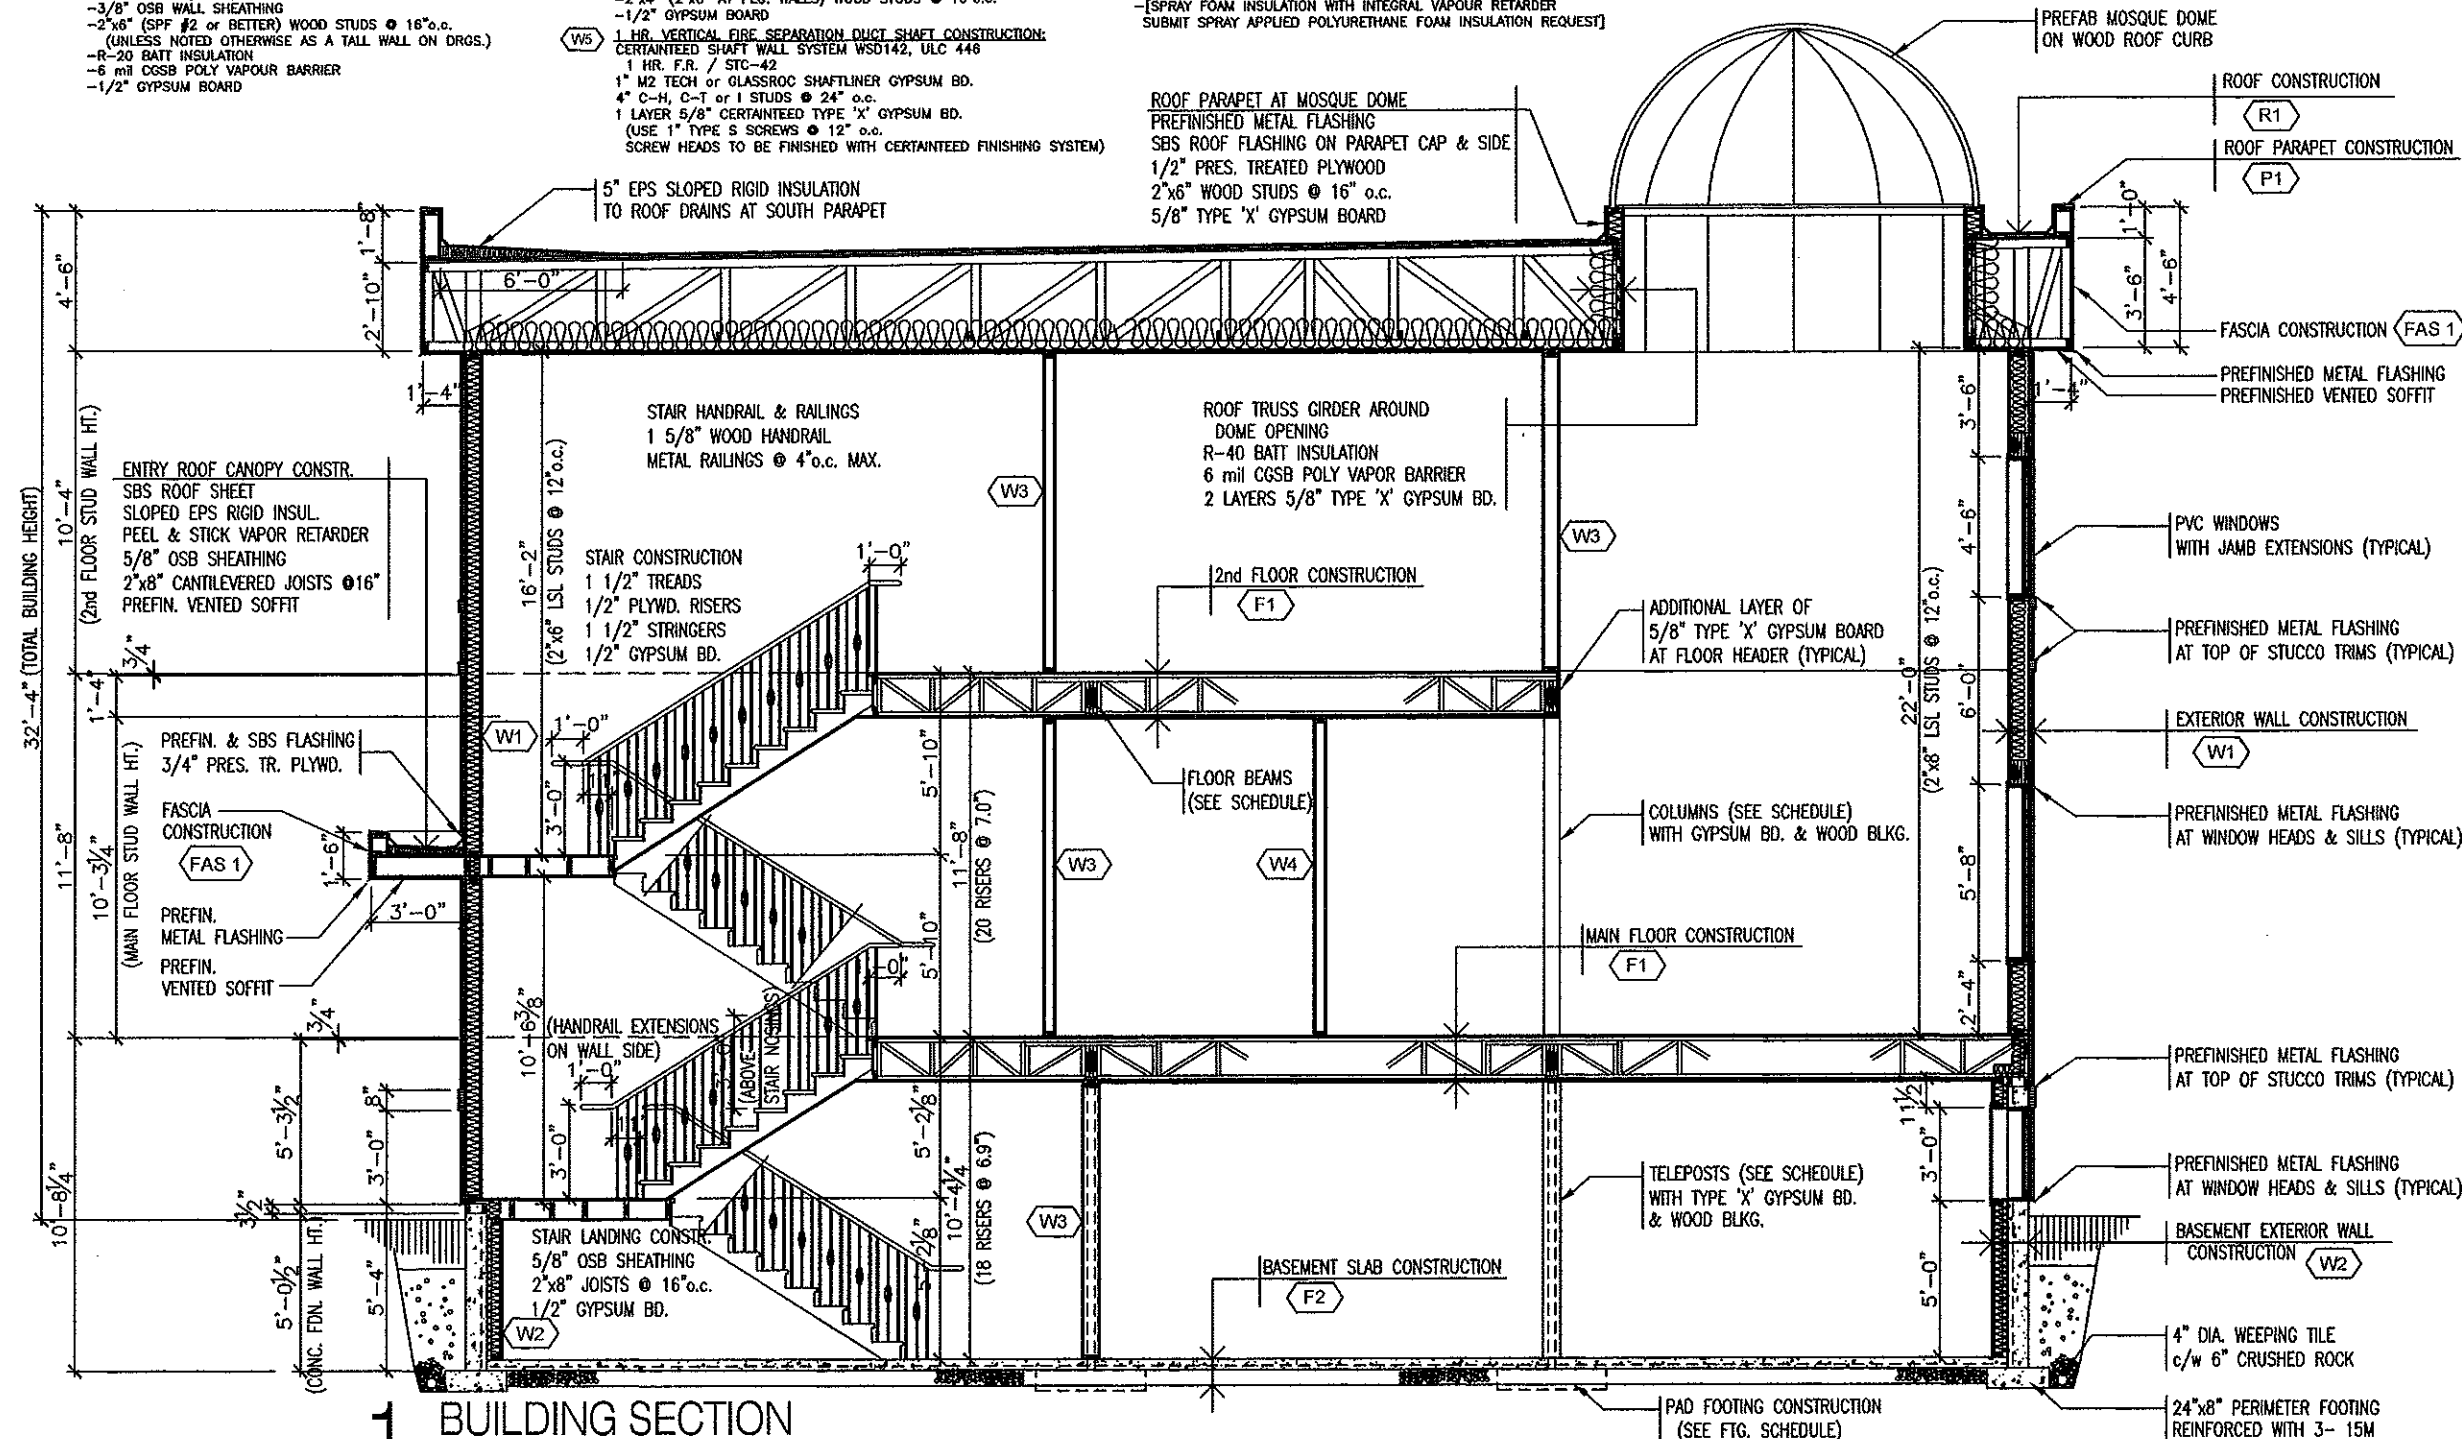 -3/8" OSB WALL SHEATHING
-2"x6" (SPF #2 or BETTER) WOOD STUDS @ 16"o.c.
(UNLESS NOTED OTHERWISE AS A TALL WALL ON DRGS.)
-R-20 BATT INSULATION
-6 mil CGSB POLY VAPOUR BARRIER
-1/2" GYPSUM BOARD
-1/2" GYPSUM BOARD
W5
1 HR. VERTICAL FIRE SEPARATION DUCT SHAFT CONSTRUCTION:
CERTAINTEED SHAFT WALL SYSTEM WSD142, ULC 446
1 HR. F.R. / STC-42
1" M2 TECH or GLASSROC SHAFTLINER GYPSUM BD.
4" C-H, C-T or I STUDS @ 24" o.c.
1 LAYER 5/8" CERTAINTEED TYPE 'X' GYPSUM BD.
(USE 1" TYPE S SCREWS @ 12" o.c.
SCREW HEADS TO BE FINISHED WITH CERTAINTEED FINISHING SYSTEM)
-[SPRAY FOAM INSULATION WITH INTEGRAL VAPOUR RETARDER
SUBMIT SPRAY APPLIED POLYURETHANE FOAM INSULATION REQUEST]
PREFAB MOSQUE DOME
ON WOOD ROOF CURB
ROOF CONSTRUCTION
R1
ROOF PARAPET CONSTRUCTION
P1
ROOF PARAPET AT MOSQUE DOME
PREFINISHED METAL FLASHING
SBS ROOF FLASHING ON PARAPET CAP & SIDE
1/2" PRES. TREATED PLYWOOD
2"x6" WOOD STUDS @ 16" o.c.
5/8" TYPE 'X' GYPSUM BOARD
5" EPS SLOPED RIGID INSULATION
TO ROOF DRAINS AT SOUTH PARAPET
1'-8"
4'-6"
2'-10"
6'-0"
1'-0"
3'-6"
4'-6"
FASCIA CONSTRUCTION
FAS 1
PREFINISHED METAL FLASHING
PREFINISHED VENTED SOFFIT
1'-4"
1'-4"
3'-6"
STAIR HANDRAIL & RAILINGS
1 5/8" WOOD HANDRAIL
METAL RAILINGS @ 4"o.c. MAX.
ROOF TRUSS GIRDER AROUND
DOME OPENING
R-40 BATT INSULATION
6 mil CGSB POLY VAPOR BARRIER
2 LAYERS 5/8" TYPE 'X' GYPSUM BD.
W3
W3
32'-4" (TOTAL BUILDING HEIGHT)
10'-4"
(2nd FLOOR STUD WALL HT.)
ENTRY ROOF CANOPY CONSTR.
SBS ROOF SHEET
SLOPED EPS RIGID INSUL.
PEEL & STICK VAPOR RETARDER
5/8" OSB SHEATHING
2"x8" CANTILEVERED JOISTS @16"
PREFIN. VENTED SOFFIT
16'-2"
(2"x6" LSL STUDS @ 12"o.c.)
STAIR CONSTRUCTION
1 1/2" TREADS
1/2" PLYWD. RISERS
1 1/2" STRINGERS
1/2" GYPSUM BD.
1'-0"
2nd FLOOR CONSTRUCTION
F1
ADDITIONAL LAYER OF
5/8" TYPE 'X' GYPSUM BOARD
AT FLOOR HEADER (TYPICAL)
4'-6"
PVC WINDOWS
WITH JAMB EXTENSIONS (TYPICAL)
PREFINISHED METAL FLASHING
AT TOP OF STUCCO TRIMS (TYPICAL)
6'-0"
22'-0"
(2"x8" LSL STUDS @ 12"o.c.)
EXTERIOR WALL CONSTRUCTION
W1
3/4"
1'-4"
PREFIN. & SBS FLASHING
3/4" PRES. TR. PLYWD.
W1
1'-0"
3'-0"
FLOOR BEAMS
(SEE SCHEDULE)
5'-10"
COLUMNS (SEE SCHEDULE)
WITH GYPSUM BD. & WOOD BLKG.
PREFINISHED METAL FLASHING
AT WINDOW HEADS & SILLS (TYPICAL)
FASCIA
CONSTRUCTION
FAS 1
1'-6"
3'-0"
11'-8"
10'-3 3/4"
(MAIN FLOOR STUD WALL HT.)
PREFIN.
METAL FLASHING
PREFIN.
VENTED SOFFIT
11'-8"
(20 RISERS @ 7.0")
5'-10"
W3
W4
5'-8"
MAIN FLOOR CONSTRUCTION
F1
2'-4"
3/4"
10'-6 3/8"
(HANDRAIL EXTENSIONS
ON WALL SIDE)
1'-0"
(ABOVE
STAIR NOSINGS)
-0"
8"
5'-3 1/2"
3'-0"
3'-0"
5'-2 1/8"
10'-4 1/4"
(18 RISERS @ 6.9")
11 1/2"
3'-0"
PREFINISHED METAL FLASHING
AT TOP OF STUCCO TRIMS (TYPICAL)
PREFINISHED METAL FLASHING
AT WINDOW HEADS & SILLS (TYPICAL)
TELEPOSTS (SEE SCHEDULE)
WITH TYPE 'X' GYPSUM BD.
& WOOD BLKG.
W3
10'-8 1/4"
3 1/2"
5'-0 1/2"
(CONC. FDN. WALL HT.)
5'-4"
STAIR LANDING CONSTR.
5/8" OSB SHEATHING
2"x8" JOISTS @ 16"o.c.
1/2" GYPSUM BD.
W2
BASEMENT SLAB CONSTRUCTION
F2
5'-0"
BASEMENT EXTERIOR WALL
CONSTRUCTION
W2
4" DIA. WEEPING TILE
c/w 6" CRUSHED ROCK
PAD FOOTING CONSTRUCTION
(SEE FTG. SCHEDULE)
24"x8" PERIMETER FOOTING
REINFORCED WITH 3- 15M
1 BUILDING SECTION